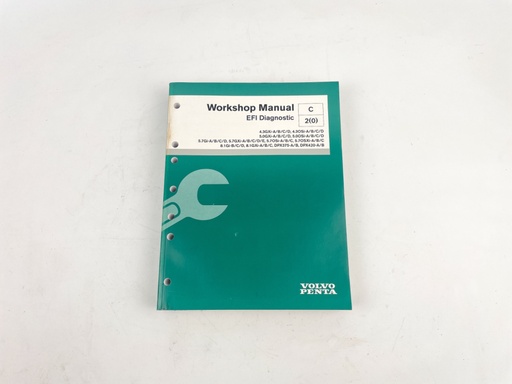 Workshop Manual
EFI Diagnostic
C
2(0)
4.3GXi-A/B/C/D, 4.3OSi-A/B/C/D
5.0GXi-A/B/C/D, 5.0OSi-A/B/C/D
5.7Gi-A/B/C/D, 5.7GXi-A/B/C/D/E, 5.7OSi-A/B/C, 5.7OSXi-A/B/C
8.1Gi-B/C/D, 8.1GXi-A/B/C, DPX375-A/B, DPX420-A/B
VOLVO
PENTA